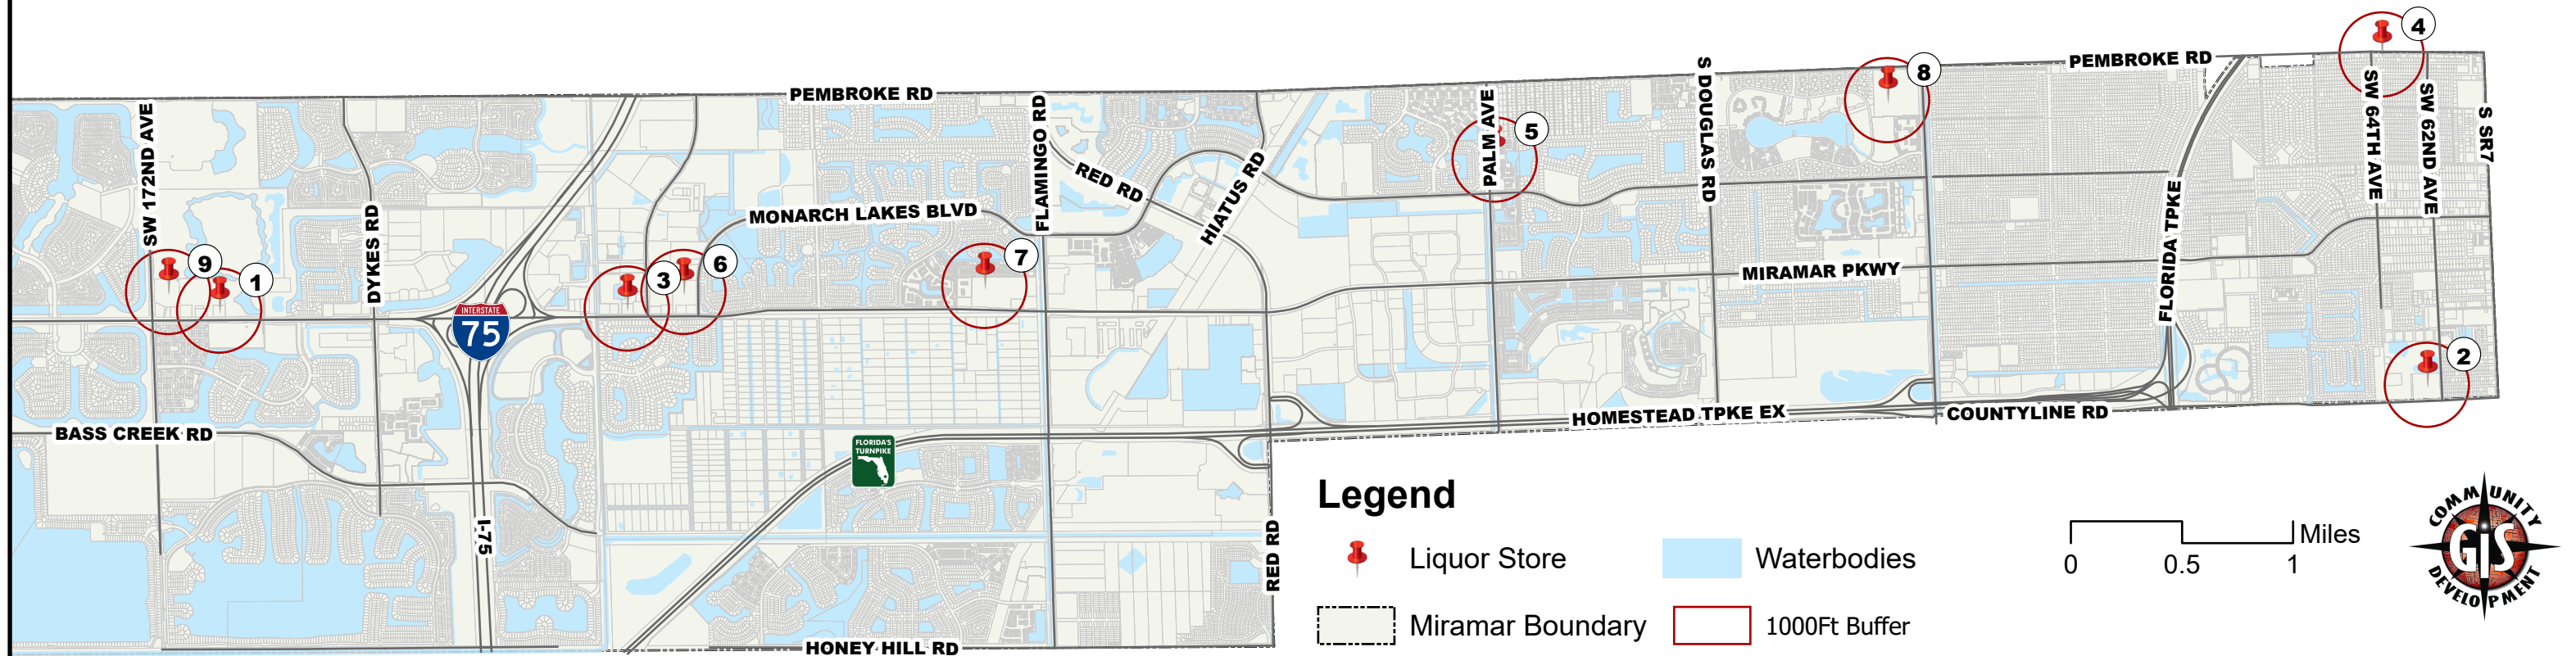 4
PEMBROKE RD
8
S DOUGLAS RD
PEMBROKE RD
SW 172ND AVE
FLAMINGO RD
PALM AVE
5
SW 64TH AVE
SW 62ND AVE
S SR7
RED RD
HIATUS RD
DYKES RD
MONARCH LAKES BLVD
FLORIDA TPKE
9
1
3
6
7
MIRAMAR PKWY
INTERSTATE
75
2
BASS CREEK RD
HOMESTEAD TPKE EX
COUNTYLINE RD
FLORIDA'S
TURNPIKE
I-75
RED RD
HONEY HILL RD
Legend
Liquor Store
Waterbodies
Miramar Boundary
1000Ft Buffer
Miles
0
0.5
1
COMMUNITY
GIS
DEVELOPMENT